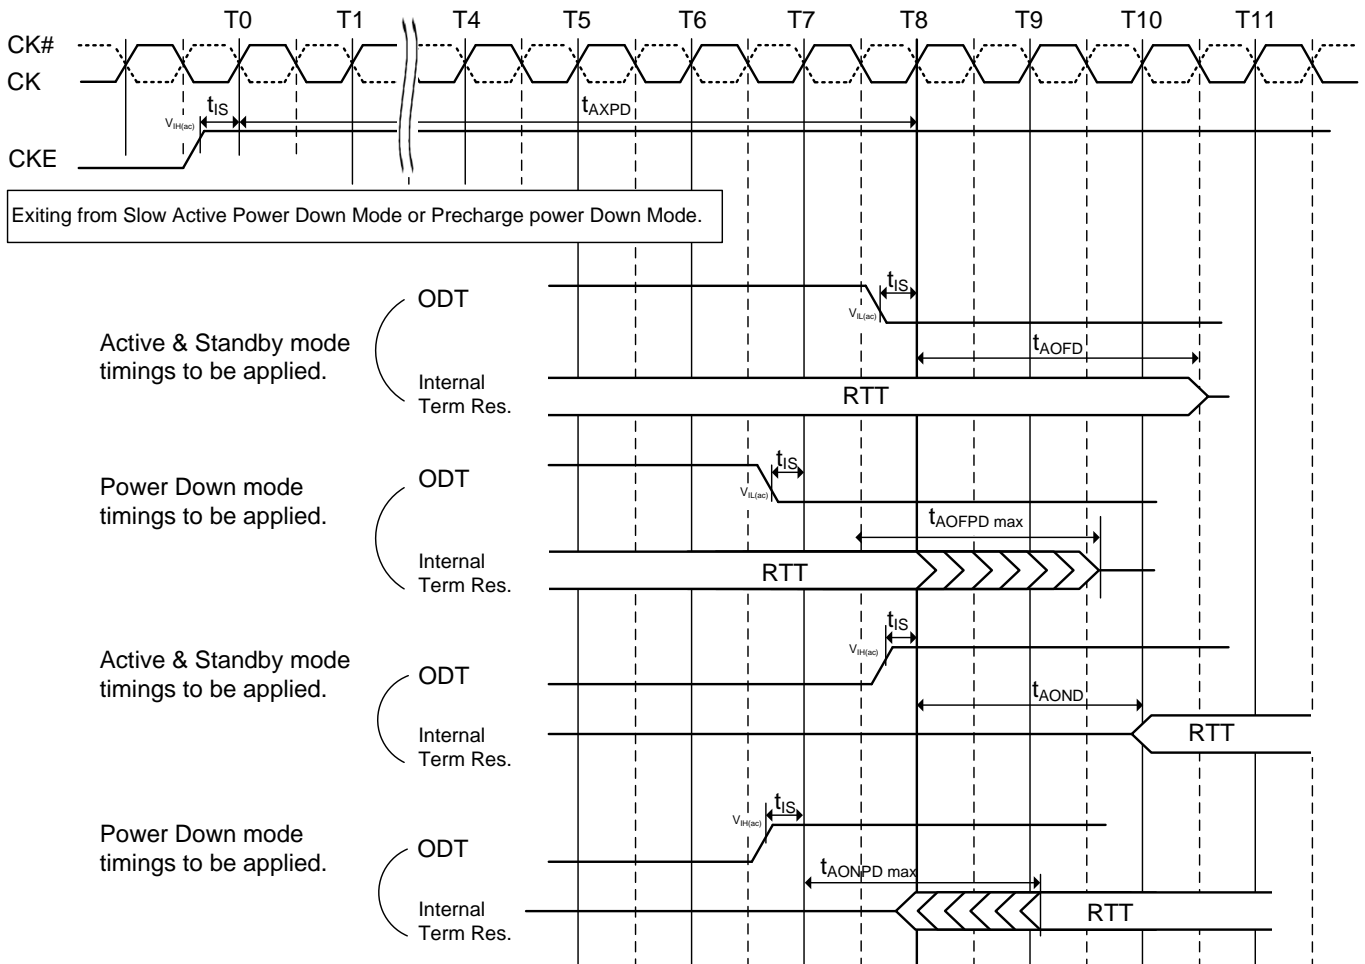 T0 T1 T4 T5 T6 T7 T8 T9 T10 T11
CK#
CK
tIS tAXPD
VIH(ac)
CKE
Exiting from Slow Active Power Down Mode or Precharge power Down Mode.
ODT
tIS
VIL(ac)
Active & Standby mode
timings to be applied.
tAOFD
Internal
Term Res.
RTT
Power Down mode
timings to be applied.
ODT
tIS
VIL(ac)
tAOFPD max
Internal
Term Res.
RTT
Active & Standby mode
timings to be applied.
ODT
tIS
VIH(ac)
tAOND
Internal
Term Res.
RTT
Power Down mode
timings to be applied.
ODT
tIS
VIH(ac)
tAONPD max
Internal
Term Res.
RTT